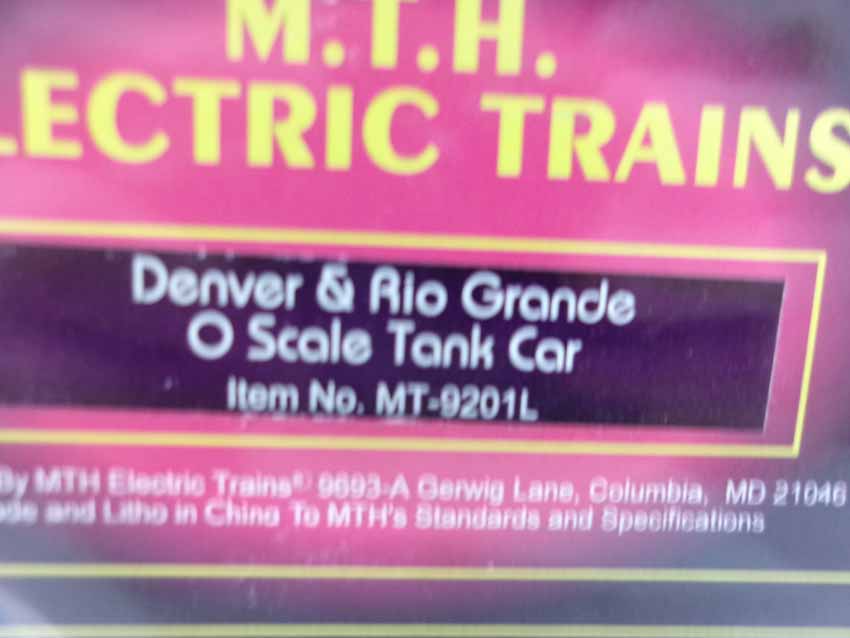 M.T.H.
LECTRIC TRAINS
Denver & Rio Grande
O Scale Tank Car
Item No. MT-9201L
By MTH Electric Trains® 9693-A Gerwig Lane, Columbia, MD 21046
ade and Litho in China To MTH's Standards and Specifications